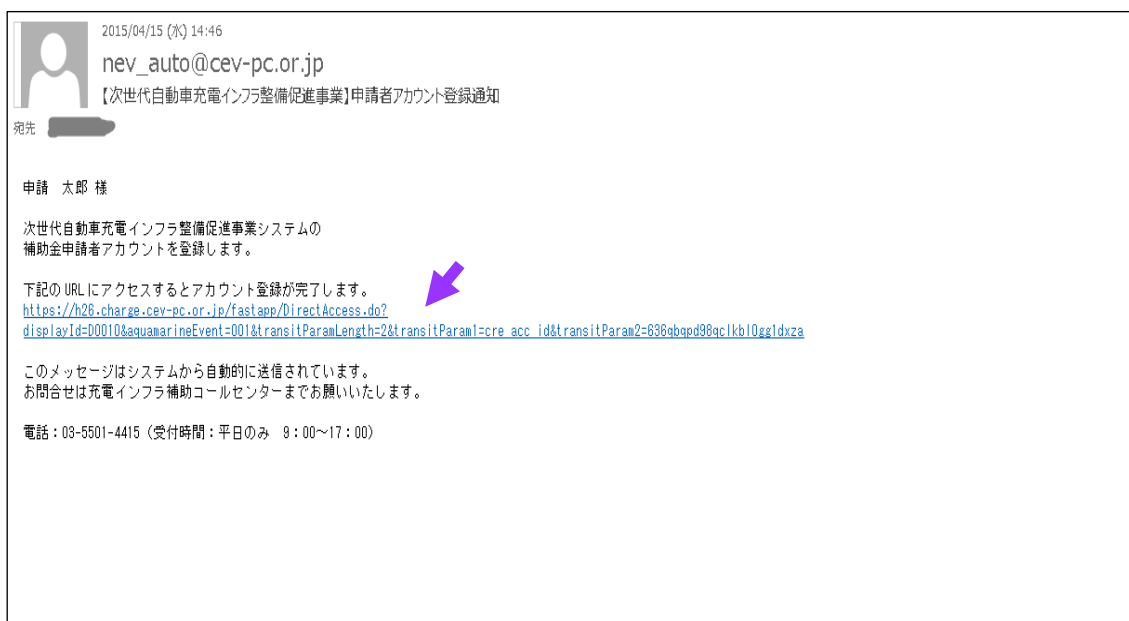 2015/04/15 (水) 14:46
nev_auto@cev-pc.or.jp
【次世代自動車充電インフラ整備促進事業】申請者アカウント登録通知
宛先
申請　太郎 様
次世代自動車充電インフラ整備促進事業システムの
補助金申請者アカウントを登録します。
下記の URL にアクセスするとアカウント登録が完了します。
https://h26.charge.cev-pc.or.jp/fastapp/DirectAccess.do?
displayId=D0010&aquamarineEvent=001&transitParamLength=2&transitParam1=cre_acc_id&transitParam2=636qbqpd98qclkbl0gg1dxza
このメッセージはシステムから自動的に送信されています。
お問合せは充電インフラ補助コールセンターまでお願いいたします。
電話：03-5501-4415（受付時間：平日のみ　9：00～17：00）